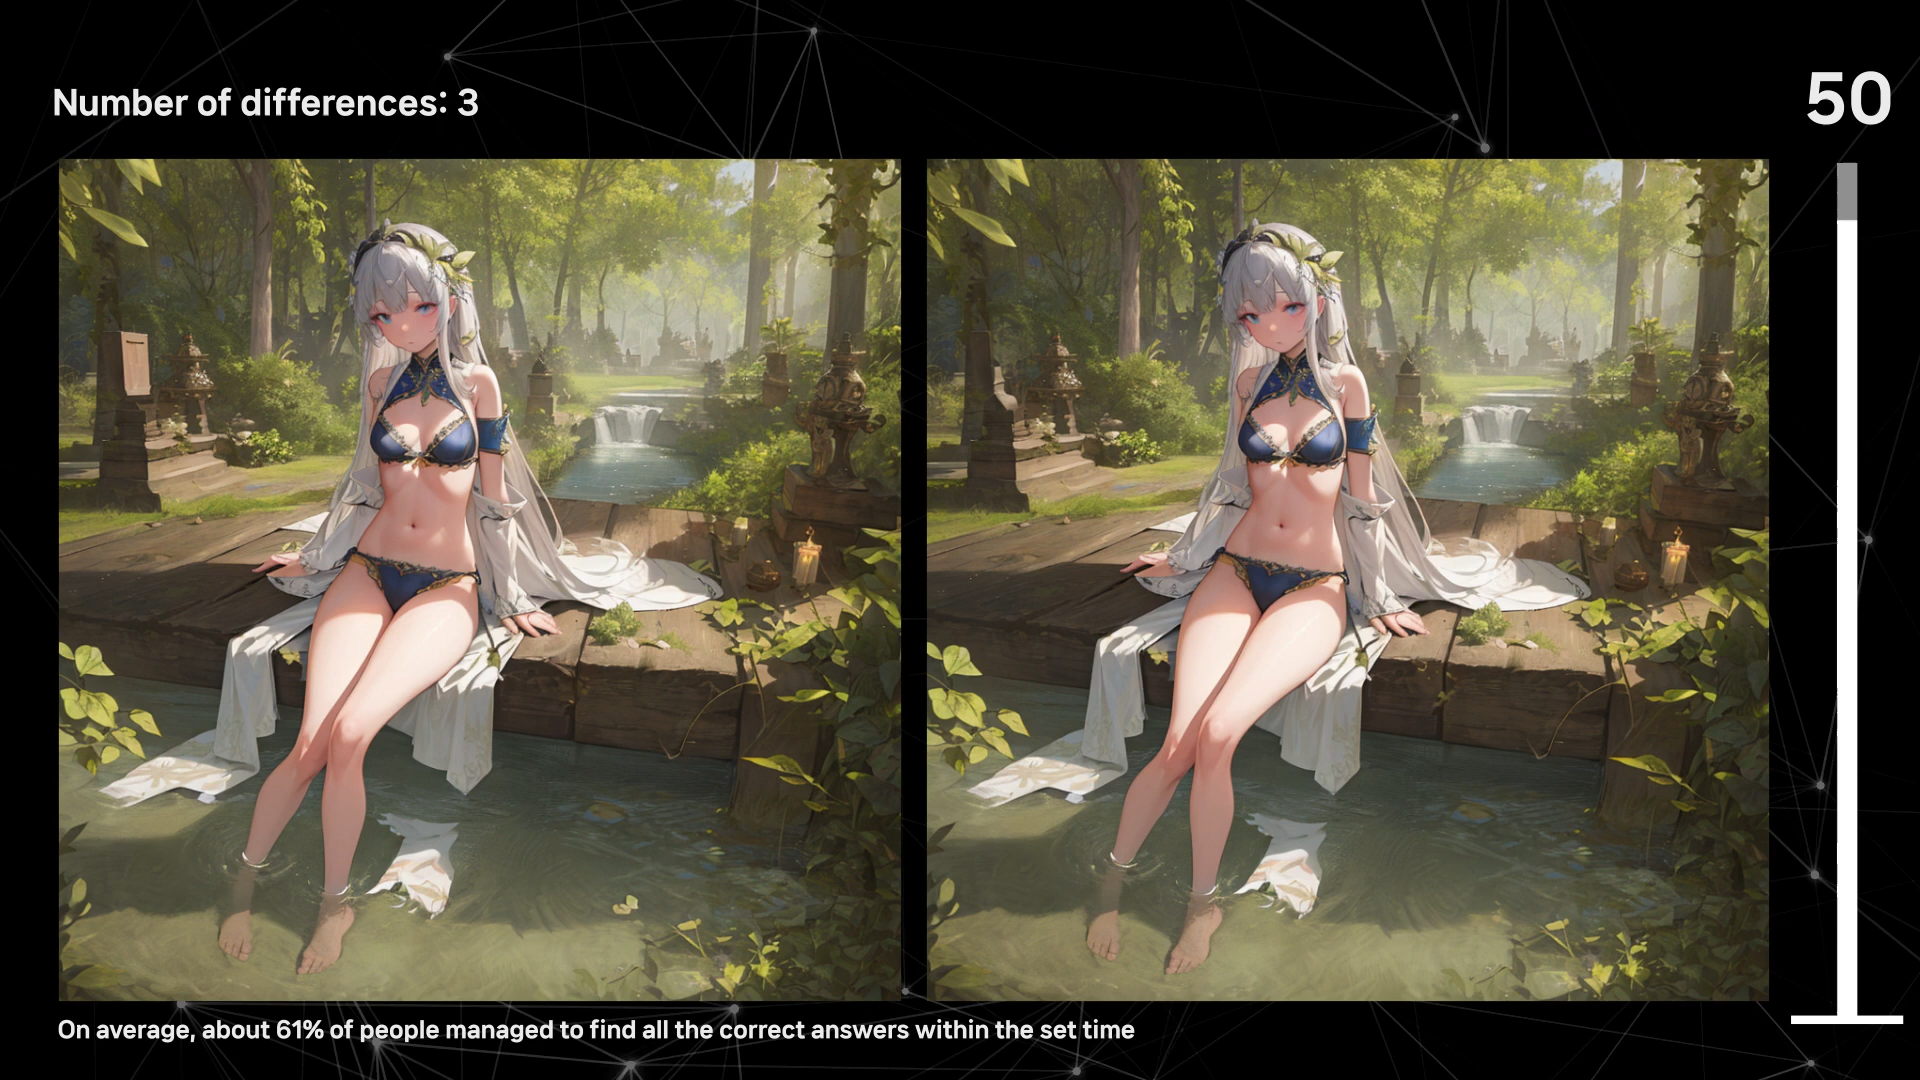 Number of differences: 3
50
On average, about 61% of people managed to find all the correct answers within the set time